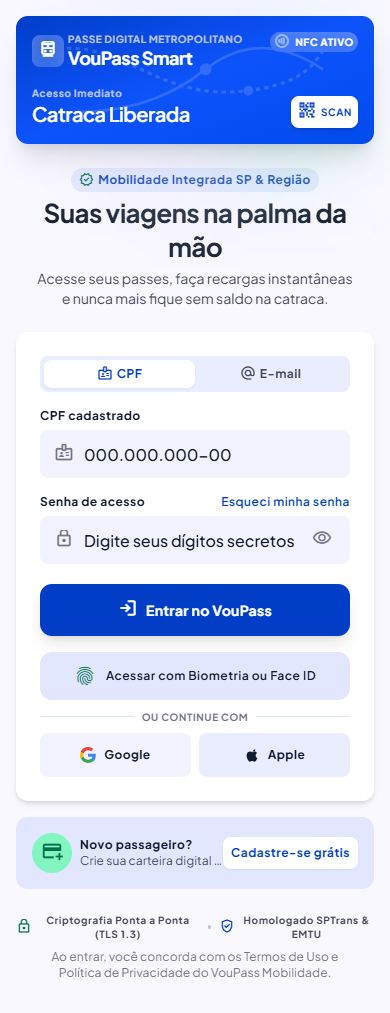 PASSE DIGITAL METROPOLITANO
VouPass Smart
NFC ATIVO
Acesso Imediato
Catraca Liberada
SCAN
Mobilidade Integrada SP & Região
Suas viagens na palma da
mão
Acesse seus passes, faça recargas instantâneas
e nunca mais fique sem saldo na catraca.
CPF
E-mail
CPF cadastrado
000.000.000-00
Senha de acesso
Esqueci minha senha
Digite seus dígitos secretos
Entrar no VouPass
Acessar com Biometria ou Face ID
OU CONTINUE COM
Google
Apple
Novo passageiro?
Crie sua carteira digital ...
Cadastre-se grátis
Criptografia Ponta a Ponta
(TLS 1.3)
•
Homologado SPTrans &
EMTU
Ao entrar, você concorda com os Termos de Uso e
Política de Privacidade do VouPass Mobilidade.